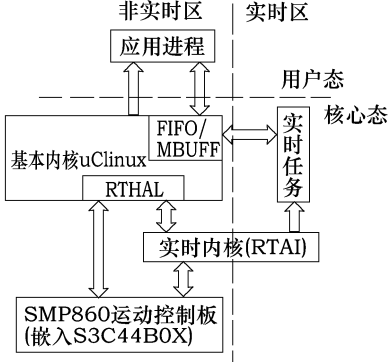 非实时区
实时区
应用进程
用户态
核心态
FIFO/
MBUFF
基本内核uClinux
RTHAL
实时任务
实时内核(RTAI)
SMP860运动控制板
(嵌入S3C44B0X)